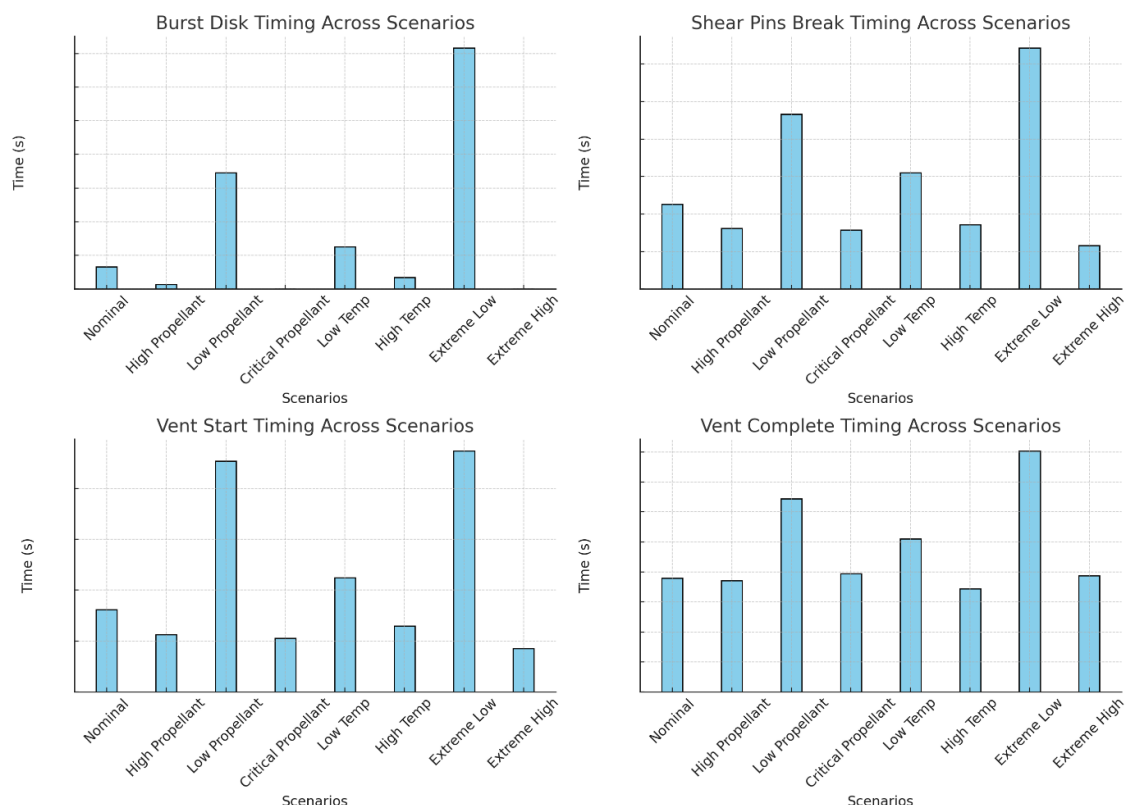 Burst Disk Timing Across Scenarios
Time (s)
Nominal
High Propellant
Low Propellant
Critical Propellant
Low Temp
High Temp
Extreme Low
Extreme High
Scenarios
Shear Pins Break Timing Across Scenarios
Time (s)
Nominal
High Propellant
Low Propellant
Critical Propellant
Low Temp
High Temp
Extreme Low
Extreme High
Scenarios
Vent Start Timing Across Scenarios
Time (s)
Nominal
High Propellant
Low Propellant
Critical Propellant
Low Temp
High Temp
Extreme Low
Extreme High
Scenarios
Vent Complete Timing Across Scenarios
Time (s)
Nominal
High Propellant
Low Propellant
Critical Propellant
Low Temp
High Temp
Extreme Low
Extreme High
Scenarios